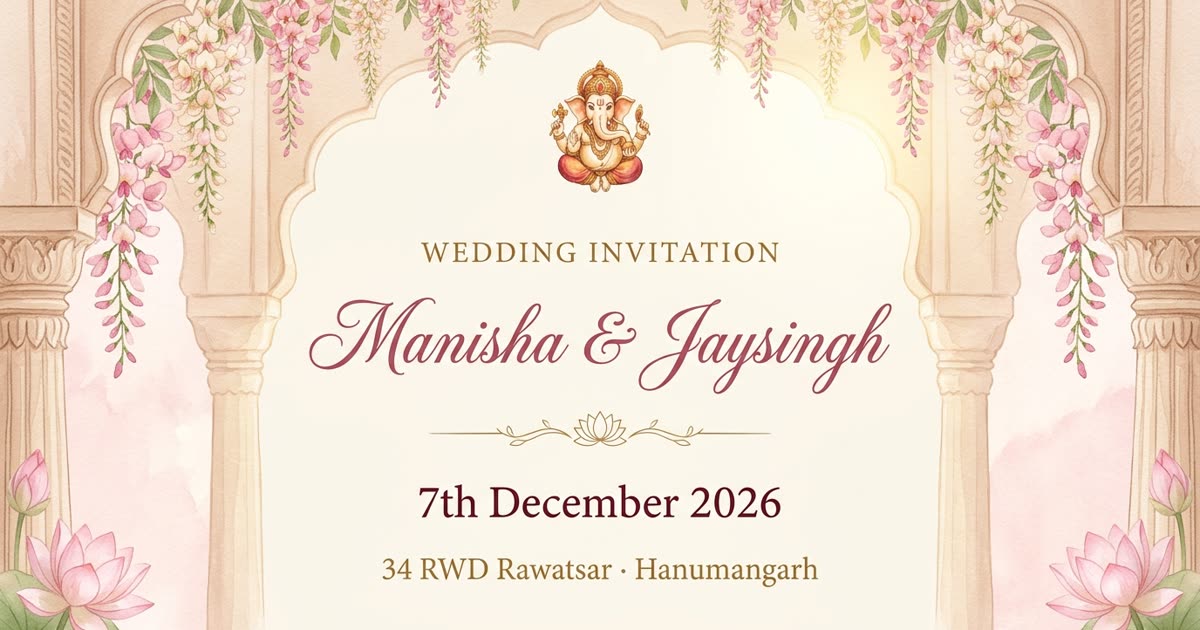 WEDDING INVITATION
Manisha & Jaysingh
7th December 2026
34 RWD Rawatsar · Hanumangarh